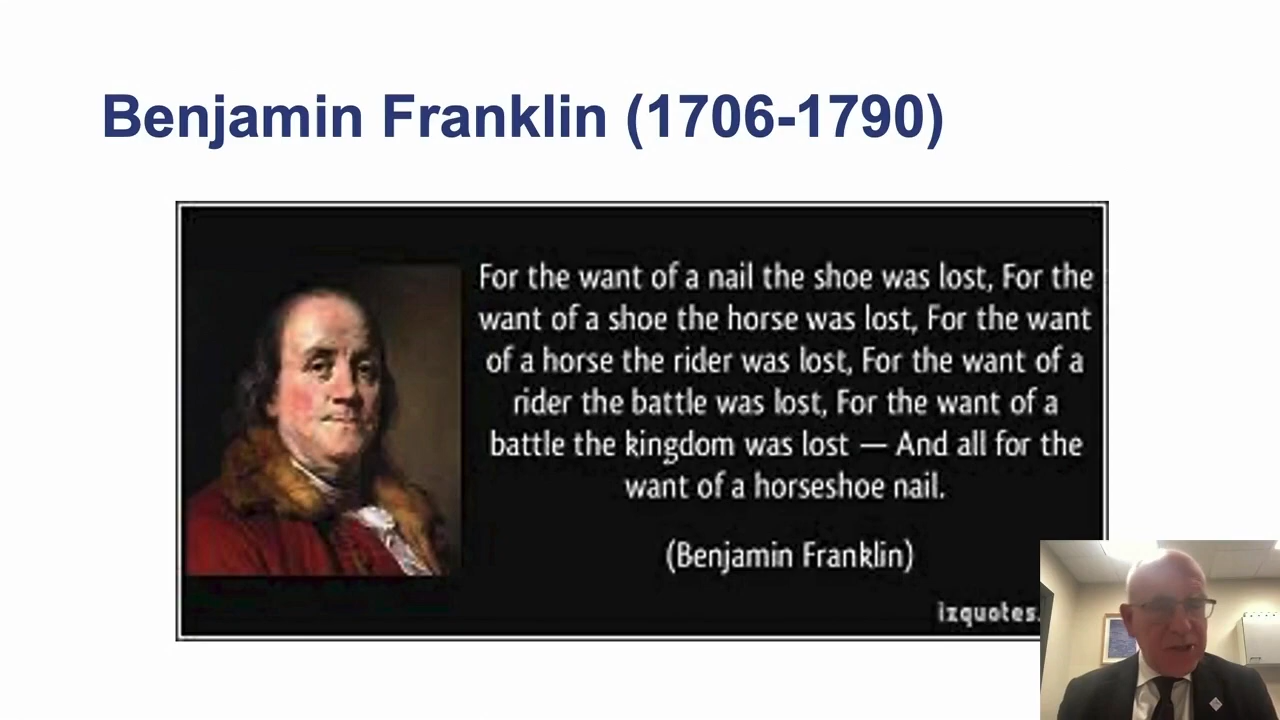 Benjamin Franklin (1706-1790)
For the want of a nail the shoe was lost, For the
want of a shoe the horse was lost, For the want
of a horse the rider was lost, For the want of a
rider the battle was lost, For the want of a
battle the kingdom was lost — And all for the
want of a horseshoe nail.
(Benjamin Franklin)
izquotes.